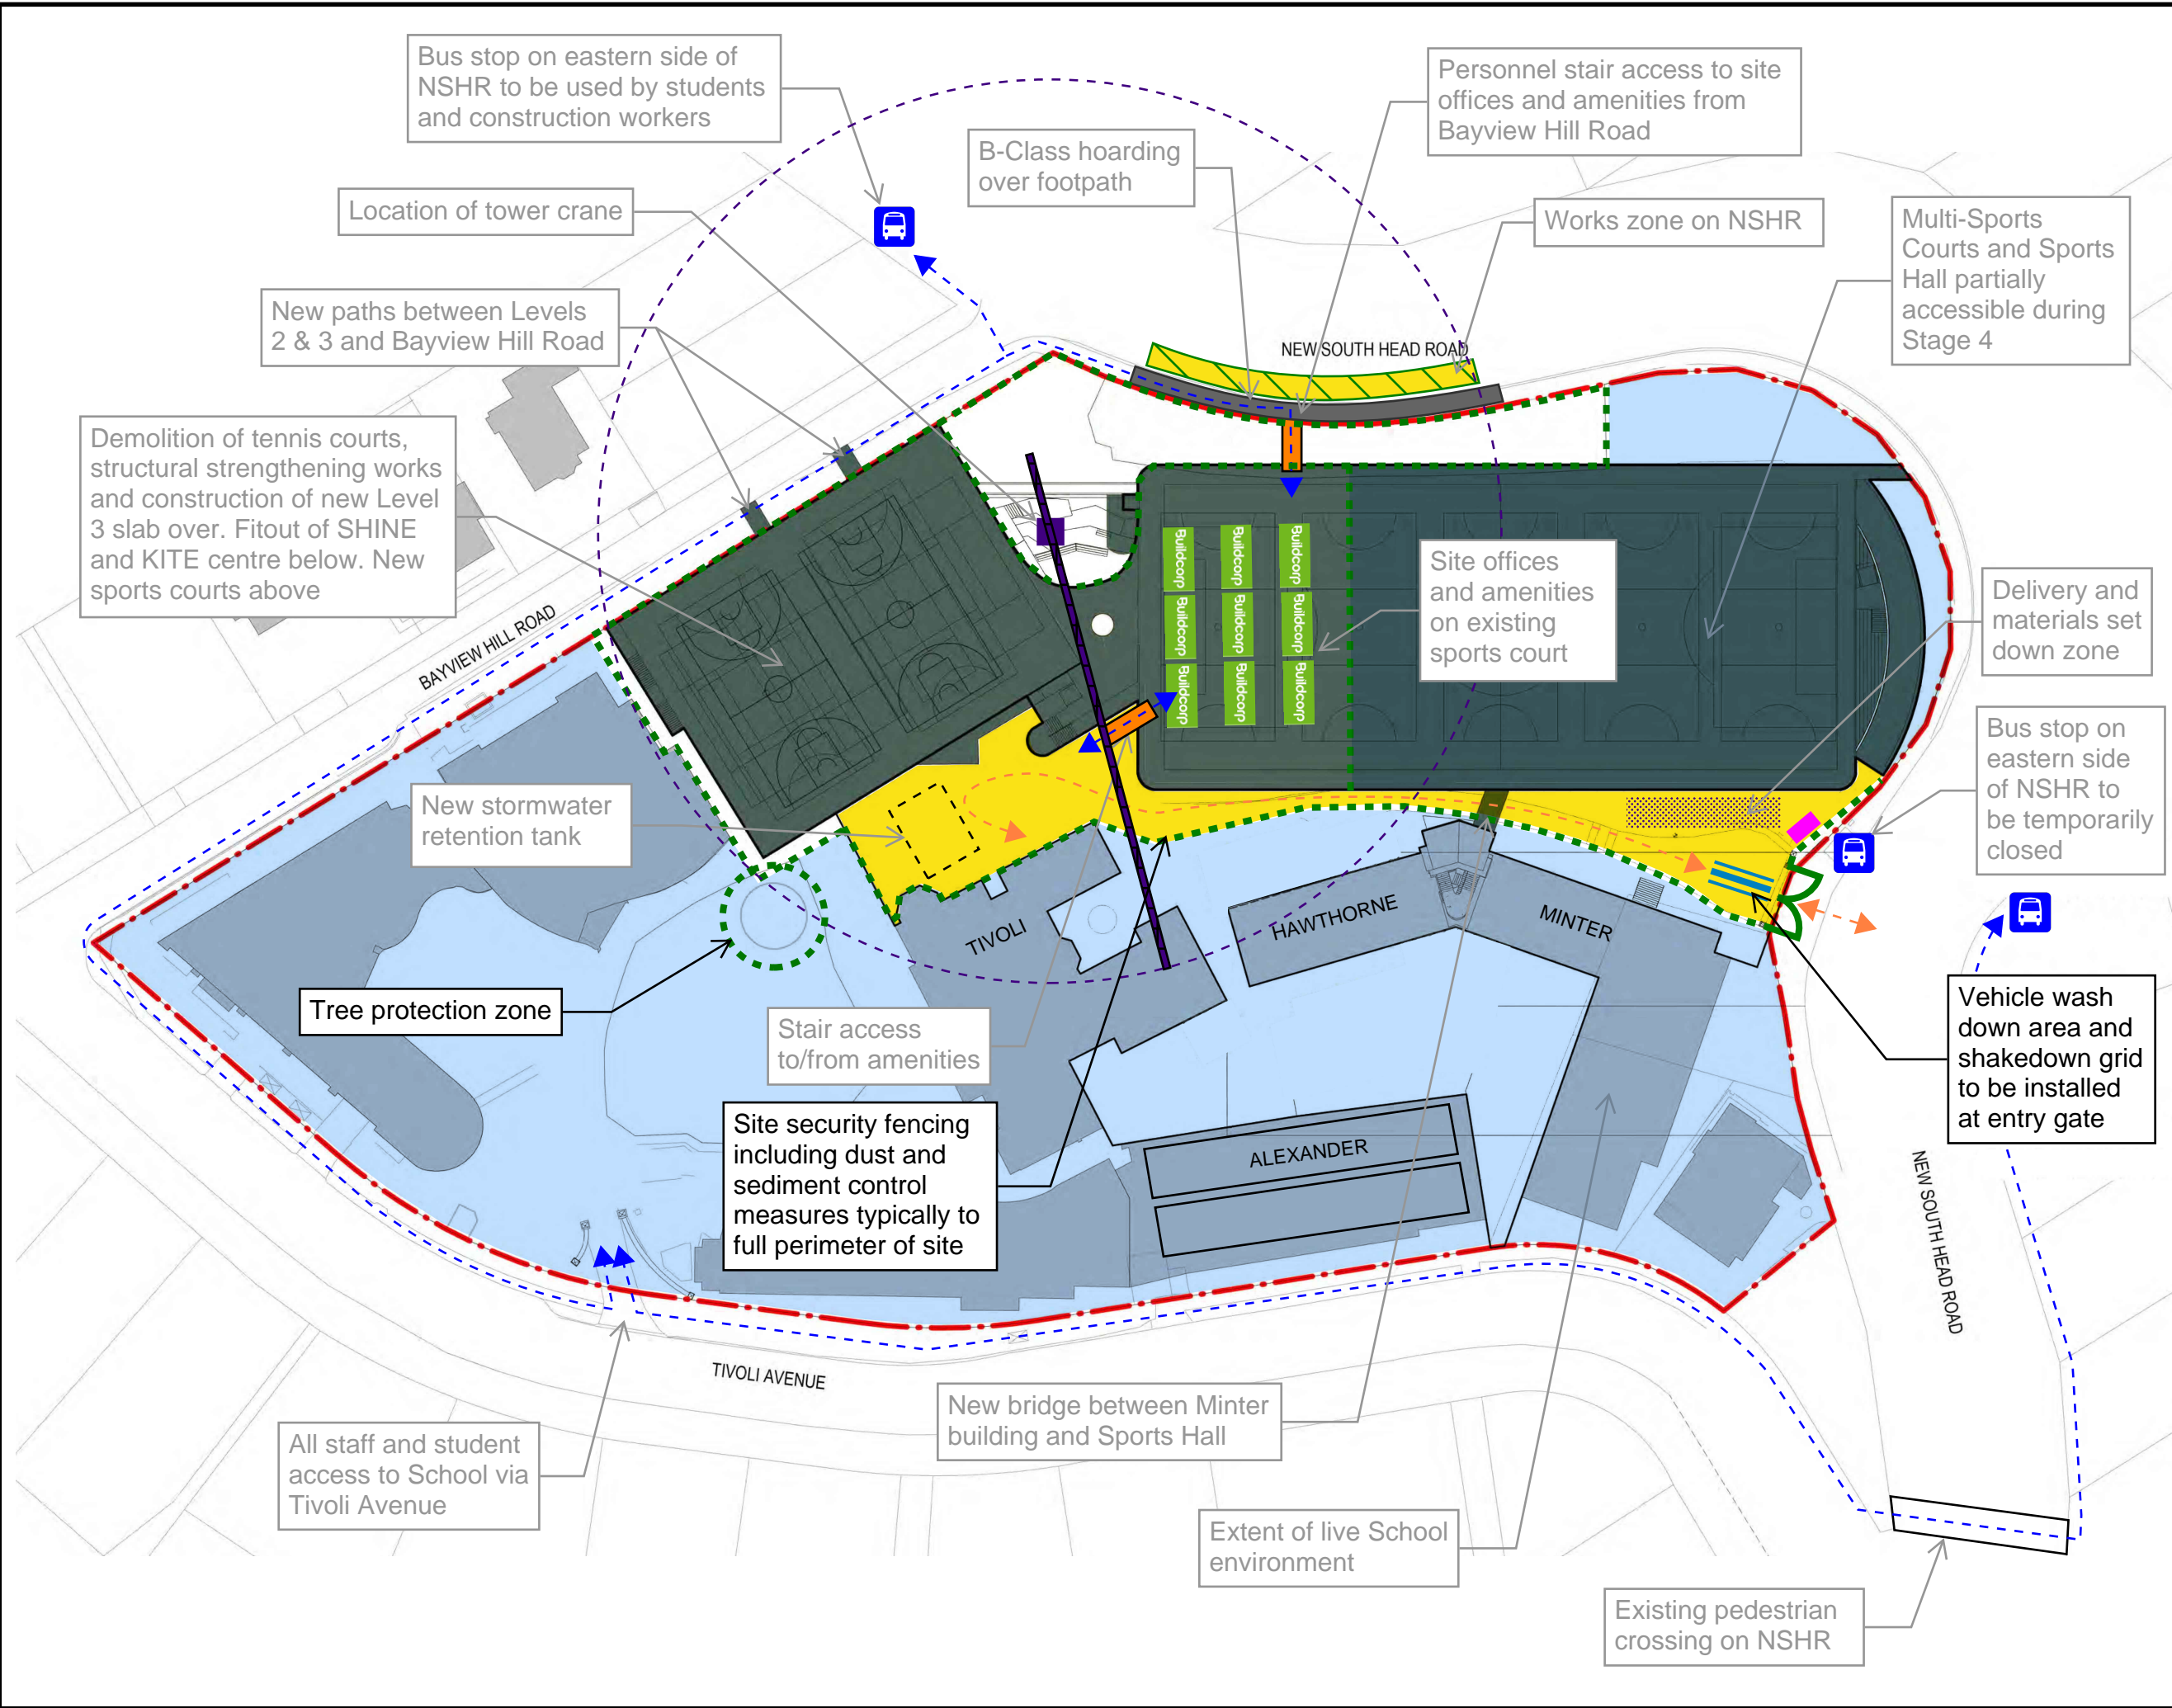 Bus stop on eastern side of
NSHR to be used by students
and construction workers
Personnel stair access to site
offices and amenities from
Bayview Hill Road
B-Class hoarding
over footpath
Location of tower crane
Works zone on NSHR
Multi-Sports
Courts and Sports
Hall partially
accessible during
Stage 4
New paths between Levels
2 & 3 and Bayview Hill Road
NEW SOUTH HEAD ROAD
Demolition of tennis courts,
structural strengthening works
and construction of new Level
3 slab over. Fitout of SHINE
and KITE centre below. New
sports courts above
Buildcorp
Buildcorp
Buildcorp
Buildcorp
Buildcorp
Buildcorp
Buildcorp
Buildcorp
Buildcorp
Site offices
and amenities
on existing
sports court
Delivery and
materials set
down zone
BAYVIEW HILL ROAD
Bus stop on
eastern side
of NSHR to
be temporarily
closed
New stormwater
retention tank
TIVOLI
HAWTHORNE
MINTER
Tree protection zone
Stair access
to/from amenities
Vehicle wash
down area and
shakedown grid
to be installed
at entry gate
Site security fencing
including dust and
sediment control
measures typically to
full perimeter of site
ALEXANDER
NEW SOUTH HEAD ROAD
TIVOLI AVENUE
New bridge between Minter
building and Sports Hall
All staff and student
access to School via
Tivoli Avenue
Extent of live School
environment
Existing pedestrian
crossing on NSHR